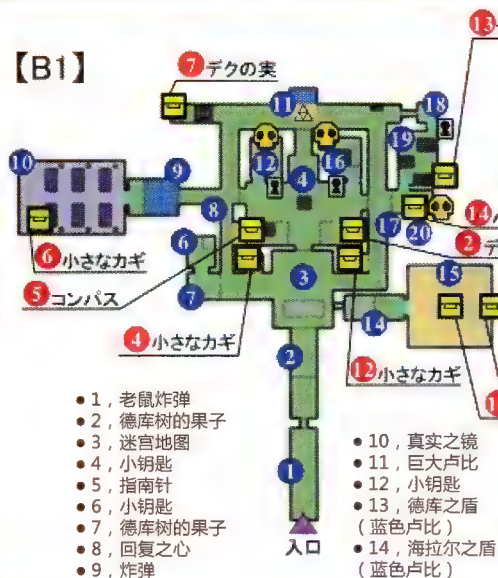 【B1】
7 デクの実
13
11
18
10
12
16
19
9
4
8
17
20
14
6
2 デ
6 小さなカギ
5 コンパス
3
15
7
14
4 小さなカギ
12 小さなカギ
2
1
入口
• 1，老鼠炸弹
• 2，德库树的果子
• 3，迷宫地图
• 4，小钥匙
• 5，指南针
• 6，小钥匙
• 7，德库树的果子
• 8，回复之心
• 9，炸弹
• 10，真实之镜
• 11，巨大卢比
• 12，小钥匙
• 13，德库之盾
（蓝色卢比）
• 14，海拉尔之盾
（蓝色卢比）